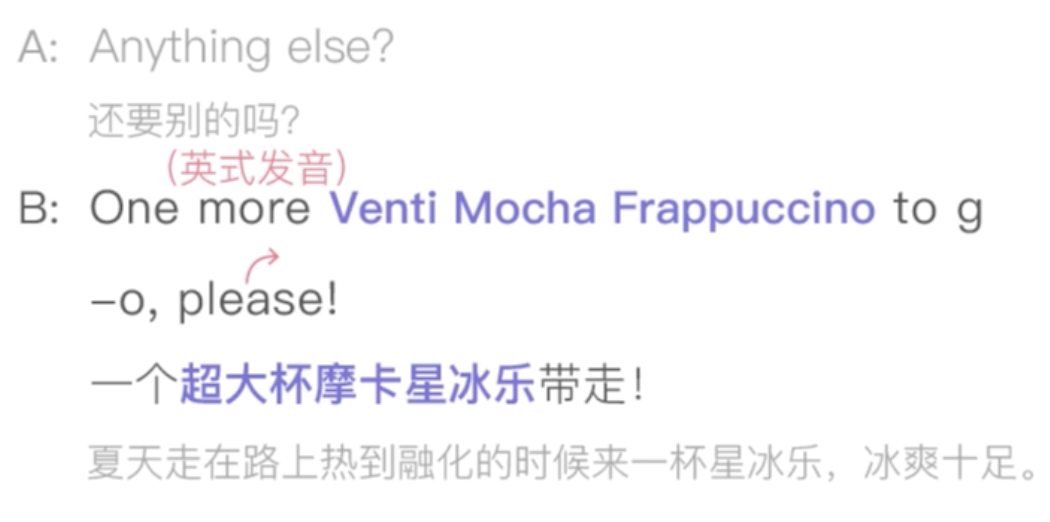 A: Anything else?
还要别的吗?
(英式发音)
B: One more Venti Mocha Frappuccino to g
–o, please!
一个超大杯摩卡星冰乐带走!
夏天走在路上热到融化的时候来一杯星冰乐，冰爽十足。